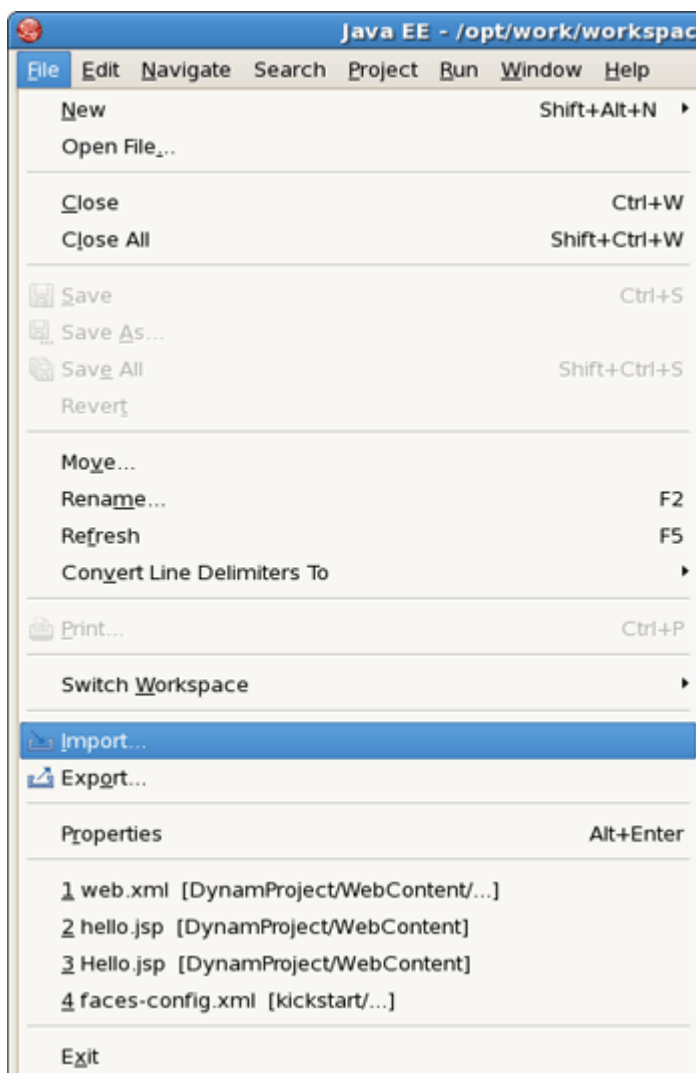 Java EE - /opt/work/workspac
File Edit Navigate Search Project Run Window Help
New Shift+Alt+N
Open File...
Close Ctrl+W
Close All Shift+Ctrl+W
Save Ctrl+S
Save As...
Save All Shift+Ctrl+S
Revert
Move...
Rename... F2
Refresh F5
Convert Line Delimiters To
Print... Ctrl+P
Switch Workspace
Import...
Export...
Properties Alt+Enter
1 web.xml [DynamProject/WebContent/...]
2 hello.jsp [DynamProject/WebContent]
3 Hello.jsp [DynamProject/WebContent]
4 faces-config.xml [kickstart/...]
Exit